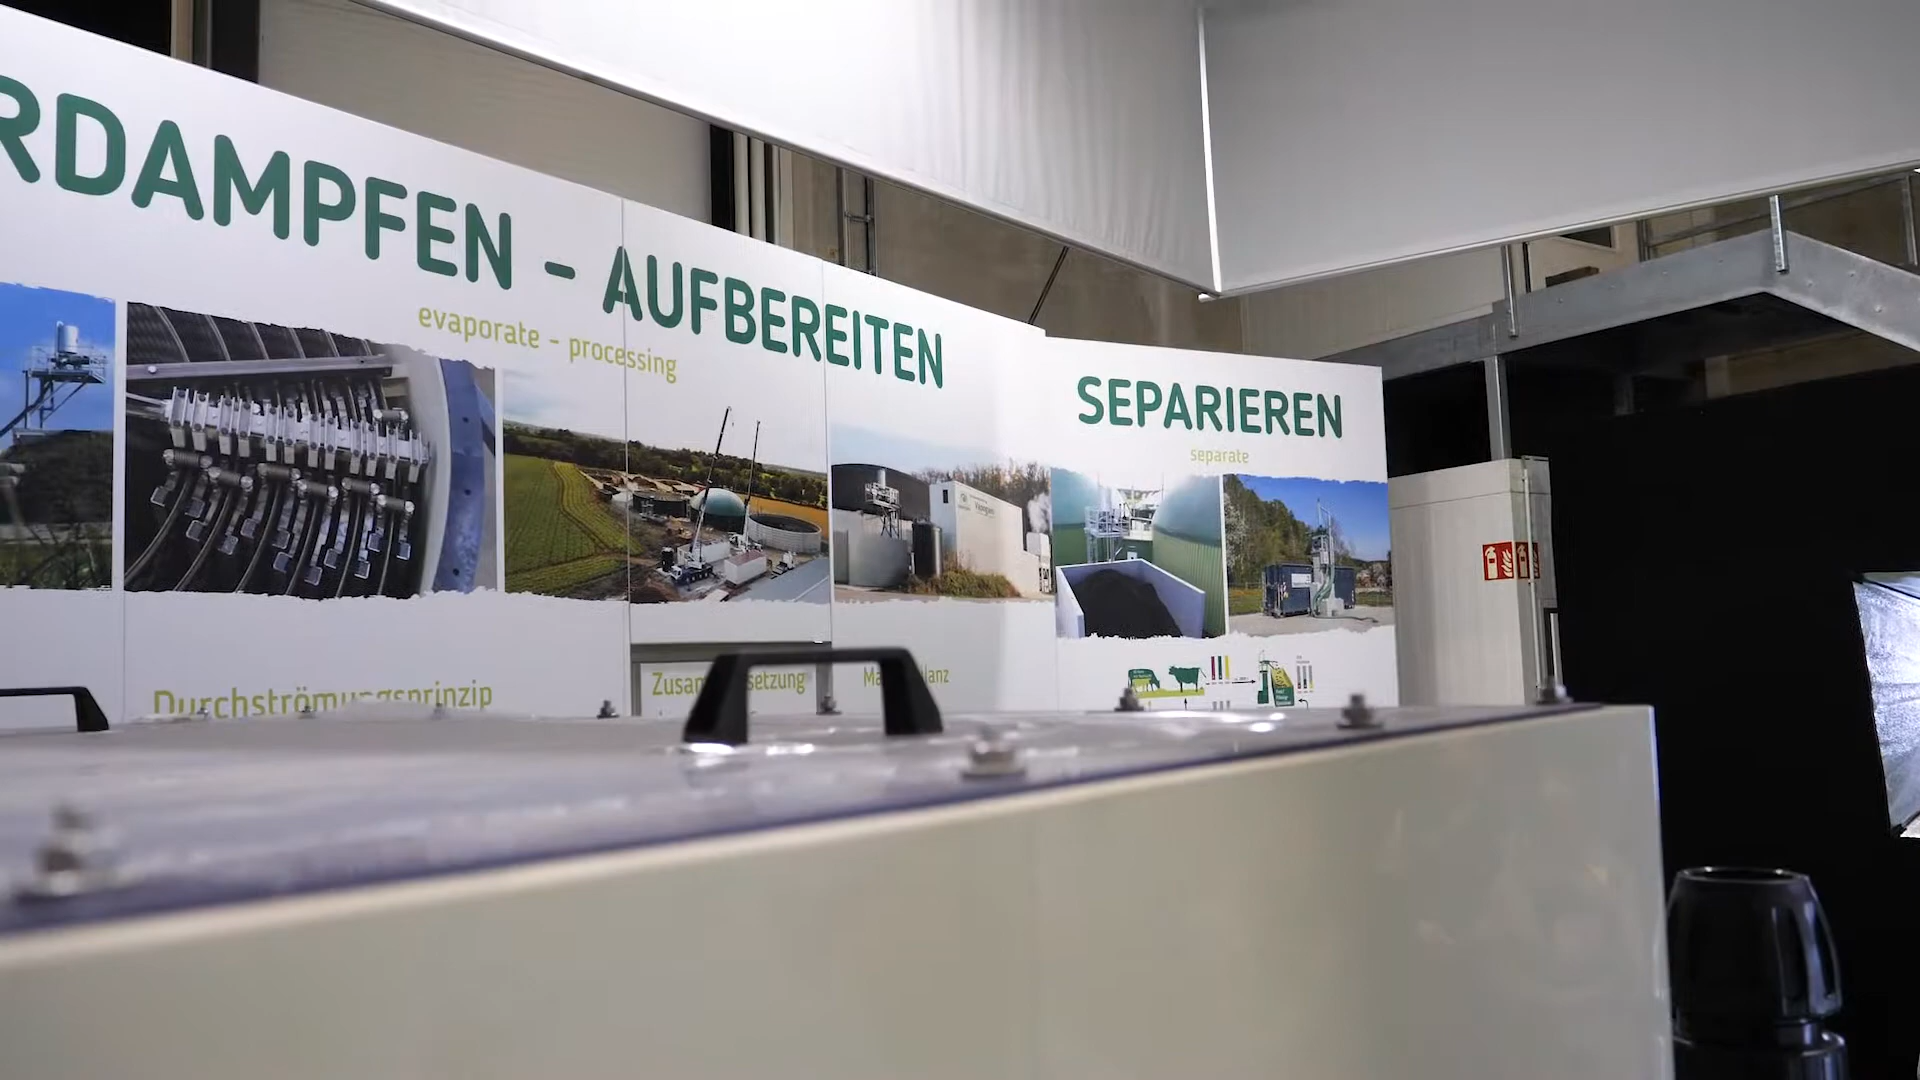 RDAMPFEN - AUFBEREITEN
evaporate - processing
SEPARIEREN
separate
Durchströmungsprinzip